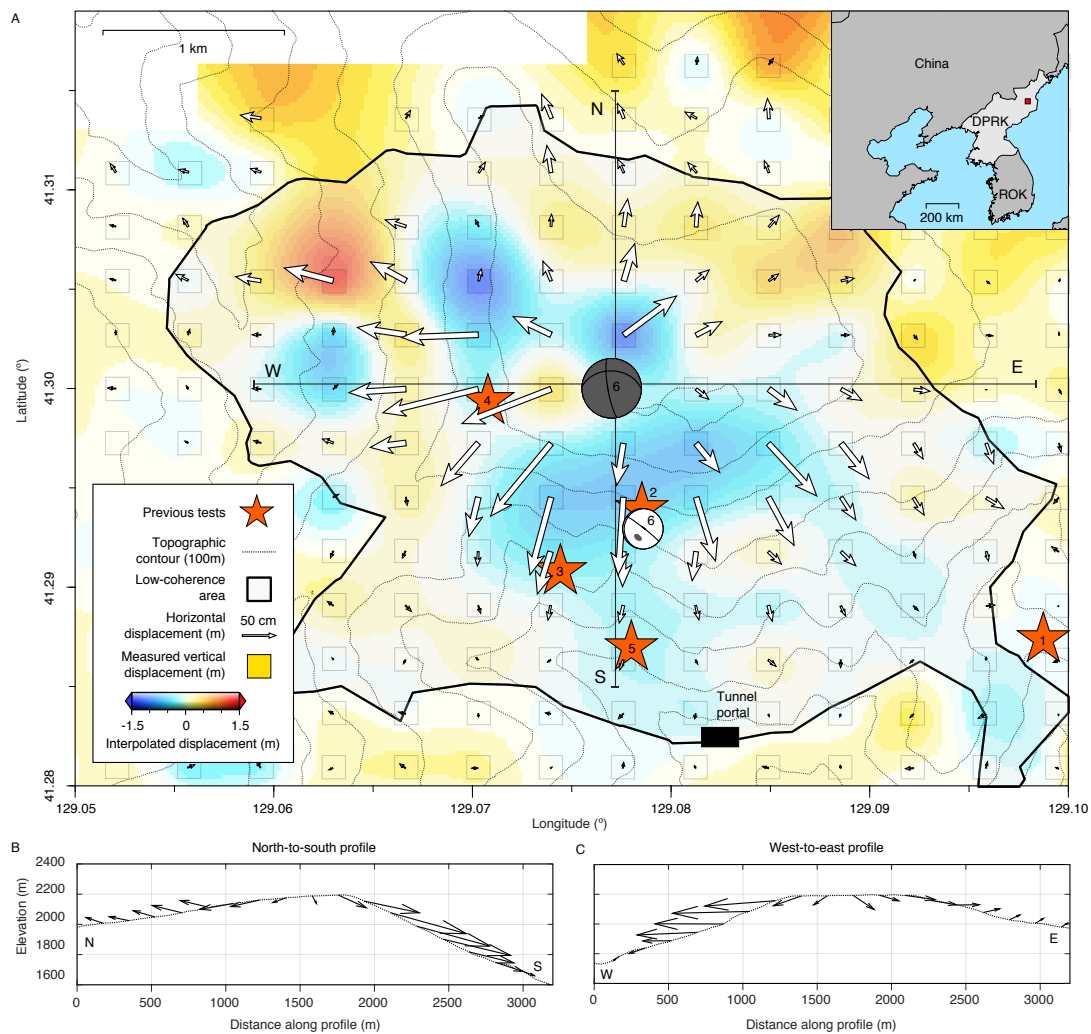 A
1 km
N
W
E
S
6
4
2
6
3
5
1
Tunnel
portal
China
DPRK
ROK
200 km
Previous tests
Topographic
contour (100m)
Low-coherence
area
Horizontal
displacement (m)
50 cm
Measured vertical
displacement (m)
-1.5
0
1.5
Interpolated displacement (m)
Latitude (º)
41.31
41.30
41.29
41.28
129.05
129.06
129.07
129.08
129.09
129.10
Longitude (º)
B
North-to-south profile
Elevation (m)
2400
2200
2000
1800
1600
N
S
0
500
1000
1500
2000
2500
3000
Distance along profile (m)
C
West-to-east profile
W
E
0
500
1000
1500
2000
2500
3000
Distance along profile (m)